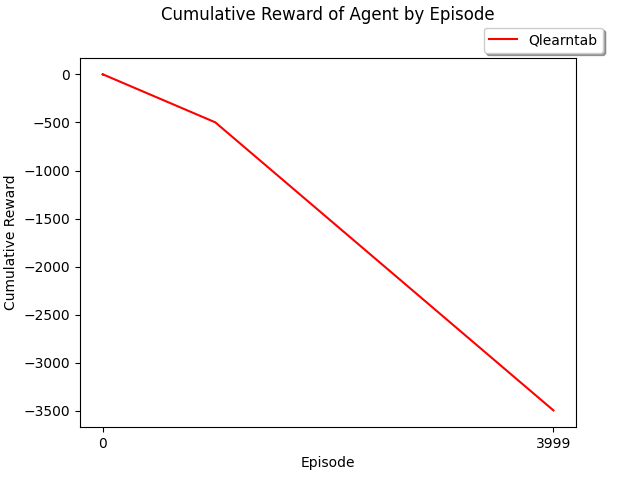 Cumulative Reward of Agent by Episode
Qlearntab
0
−500
−1000
−1500
−2000
−2500
−3000
−3500
Cumulative Reward
0 3999
Episode